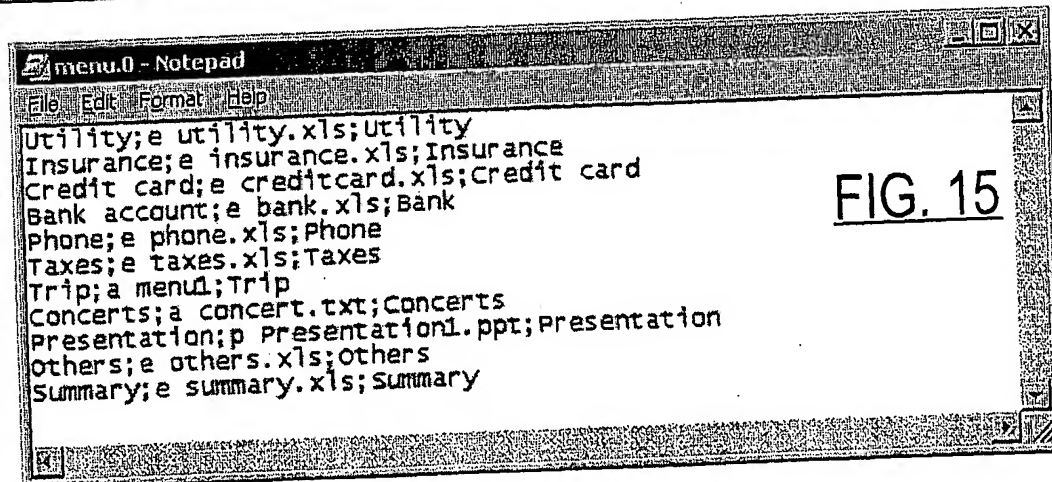 menu.0 - Notepad
File Edit Format Help
Utility;e utility.xls;Utility
Insurance;e insurance.xls;Insurance
Credit card;e creditcard.xls;Credit card
Bank account;e bank.xls;Bank
Phone;e phone.xls;Phone
Taxes;e taxes.xls;Taxes
Trip;a menu1;Trip
Concerts;a concert.txt;Concerts
Presentation;p Presentation1.ppt;Presentation
Others;e others.xls;Others
Summary;e summary.xls;Summary
FIG. 15